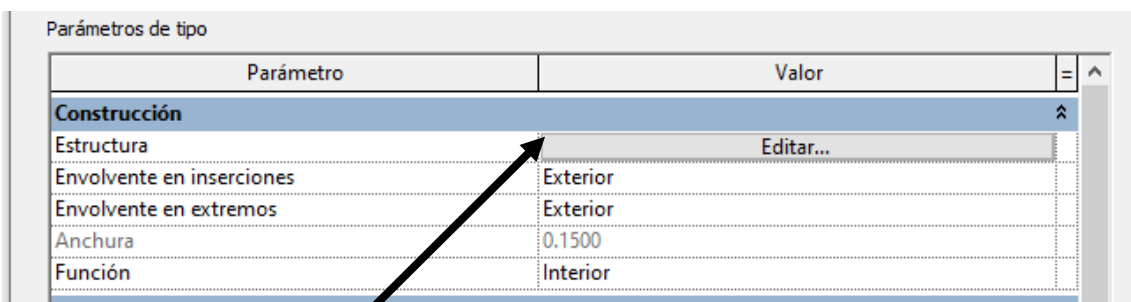 Parámetros de tipo
Parámetro Valor =
Construcción
Estructura Editar...
Envolvente en inserciones Exterior
Envolvente en extremos Exterior
Anchura 0.1500
Función Interior